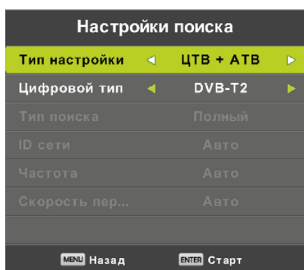 Настройки поиска
Тип настройки ЦТВ + АТВ
Цифровой тип DVB-T2
Тип поиска Полный
ID сети Авто
Частота Авто
Скорость пер... Авто
MENU Назад ENTER Старт